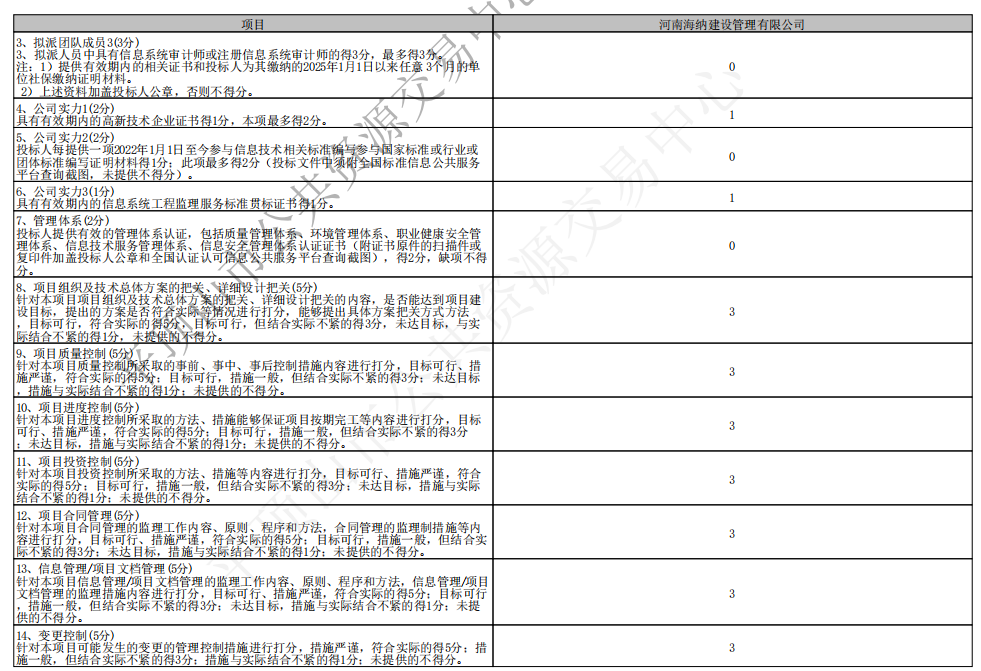 项目 河南海纳建设管理有限公司
3、拟派团队成员3(3分)
3、拟派人员中具有信息系统审计师或注册信息系统审计师的得3分，最多得3分。
注：1）提供有效期内的相关证书和投标人为其缴纳的2025年1月1日以来任意 3个月的单
位社保缴纳证明材料。
2）上述资料加盖投标人公章，否则不得分。
0
4、公司实力1(2分)
具有有效期内的高新技术企业证书得1分，本项最多得2分。
1
5、公司实力2(2分)
投标人每提供一项2022年1月1日至今参与信息技术相关标准编写参与国家标准或行业或
团体标准编写证明材料得1分；此项最多得2分（投标文件中须附全国标准信息公共服务
平台查询截图，未提供不得分）。
0
6、公司实力3(1分)
具有有效期内的信息系统工程监理服务标准贯标证书得1分。
1
7、管理体系(2分)
投标人提供有效的管理体系认证，包括质量管理体系、环境管理体系、职业健康安全管
理体系、信息技术服务管理体系、信息安全管理体系认证证书（附证书原件的扫描件或
复印件加盖投标人公章和全国认证认可信息公共服务平台查询截图），得2分，缺项不得
分。
0
8、项目组织及技术总体方案的把关、详细设计把关(5分)
针对本项目项目组织及技术总体方案的把关、详细设计把关的内容，是否能达到项目建
设目标，提出的方案是否符合实际等情况进行打分，能够提出具体方案把关方式方法
，目标可行，符合实际的得5分，目标可行，但结合实际不紧的得3分，未达目标，与实
际结合不紧的得1分，未提供的不得分。
3
9、项目质量控制(5分)
针对本项目质量控制所采取的事前、事中、事后控制措施内容进行打分，目标可行、措
施严谨，符合实际的得5分；目标可行，措施一般，但结合实际不紧的得3分；未达目标
，措施与实际结合不紧的得1分；未提供的不得分。
3
10、项目进度控制(5分)
针对本项目进度控制所采取的方法、措施能够保证项目按期完工等内容进行打分，目标
可行、措施严谨，符合实际的得5分；目标可行，措施一般，但结合实际不紧的得3分
；未达目标，措施与实际结合不紧的得1分；未提供的不得分。
3
11、项目投资控制(5分)
针对本项目投资控制所采取的方法、措施等内容进行打分，目标可行、措施严谨，符合
实际的得5分；目标可行，措施一般，但结合实际不紧的得3分；未达目标，措施与实际
结合不紧的得1分；未提供的不得分。
3
12、项目合同管理(5分)
针对本项目合同管理的监理工作内容、原则、程序和方法，合同管理的监理制措施等内
容进行打分，目标可行、措施严谨，符合实际的得5分；目标可行，措施一般，但结合实
际不紧的得3分；未达目标，措施与实际结合不紧的得1分；未提供的不得分。
3
13、信息管理/项目文档管理(5分)
针对本项目信息管理/项目文档管理的监理工作内容、原则、程序和方法，信息管理/项目
文档管理的监理措施内容进行打分，目标可行、措施严谨，符合实际的得5分；目标可行
，措施一般，但结合实际不紧的得3分；未达目标，措施与实际结合不紧的得1分；未提
供的不得分。
3
14、变更控制(5分)
针对本项目可能发生的变更的管理控制措施进行打分，措施严谨，符合实际的得5分；措
施一般，但结合实际不紧的得3分；措施与实际结合不紧的得1分；未提供的不得分。
3
平顶山市公共资源交易中心
平顶山市公共资源交易中心